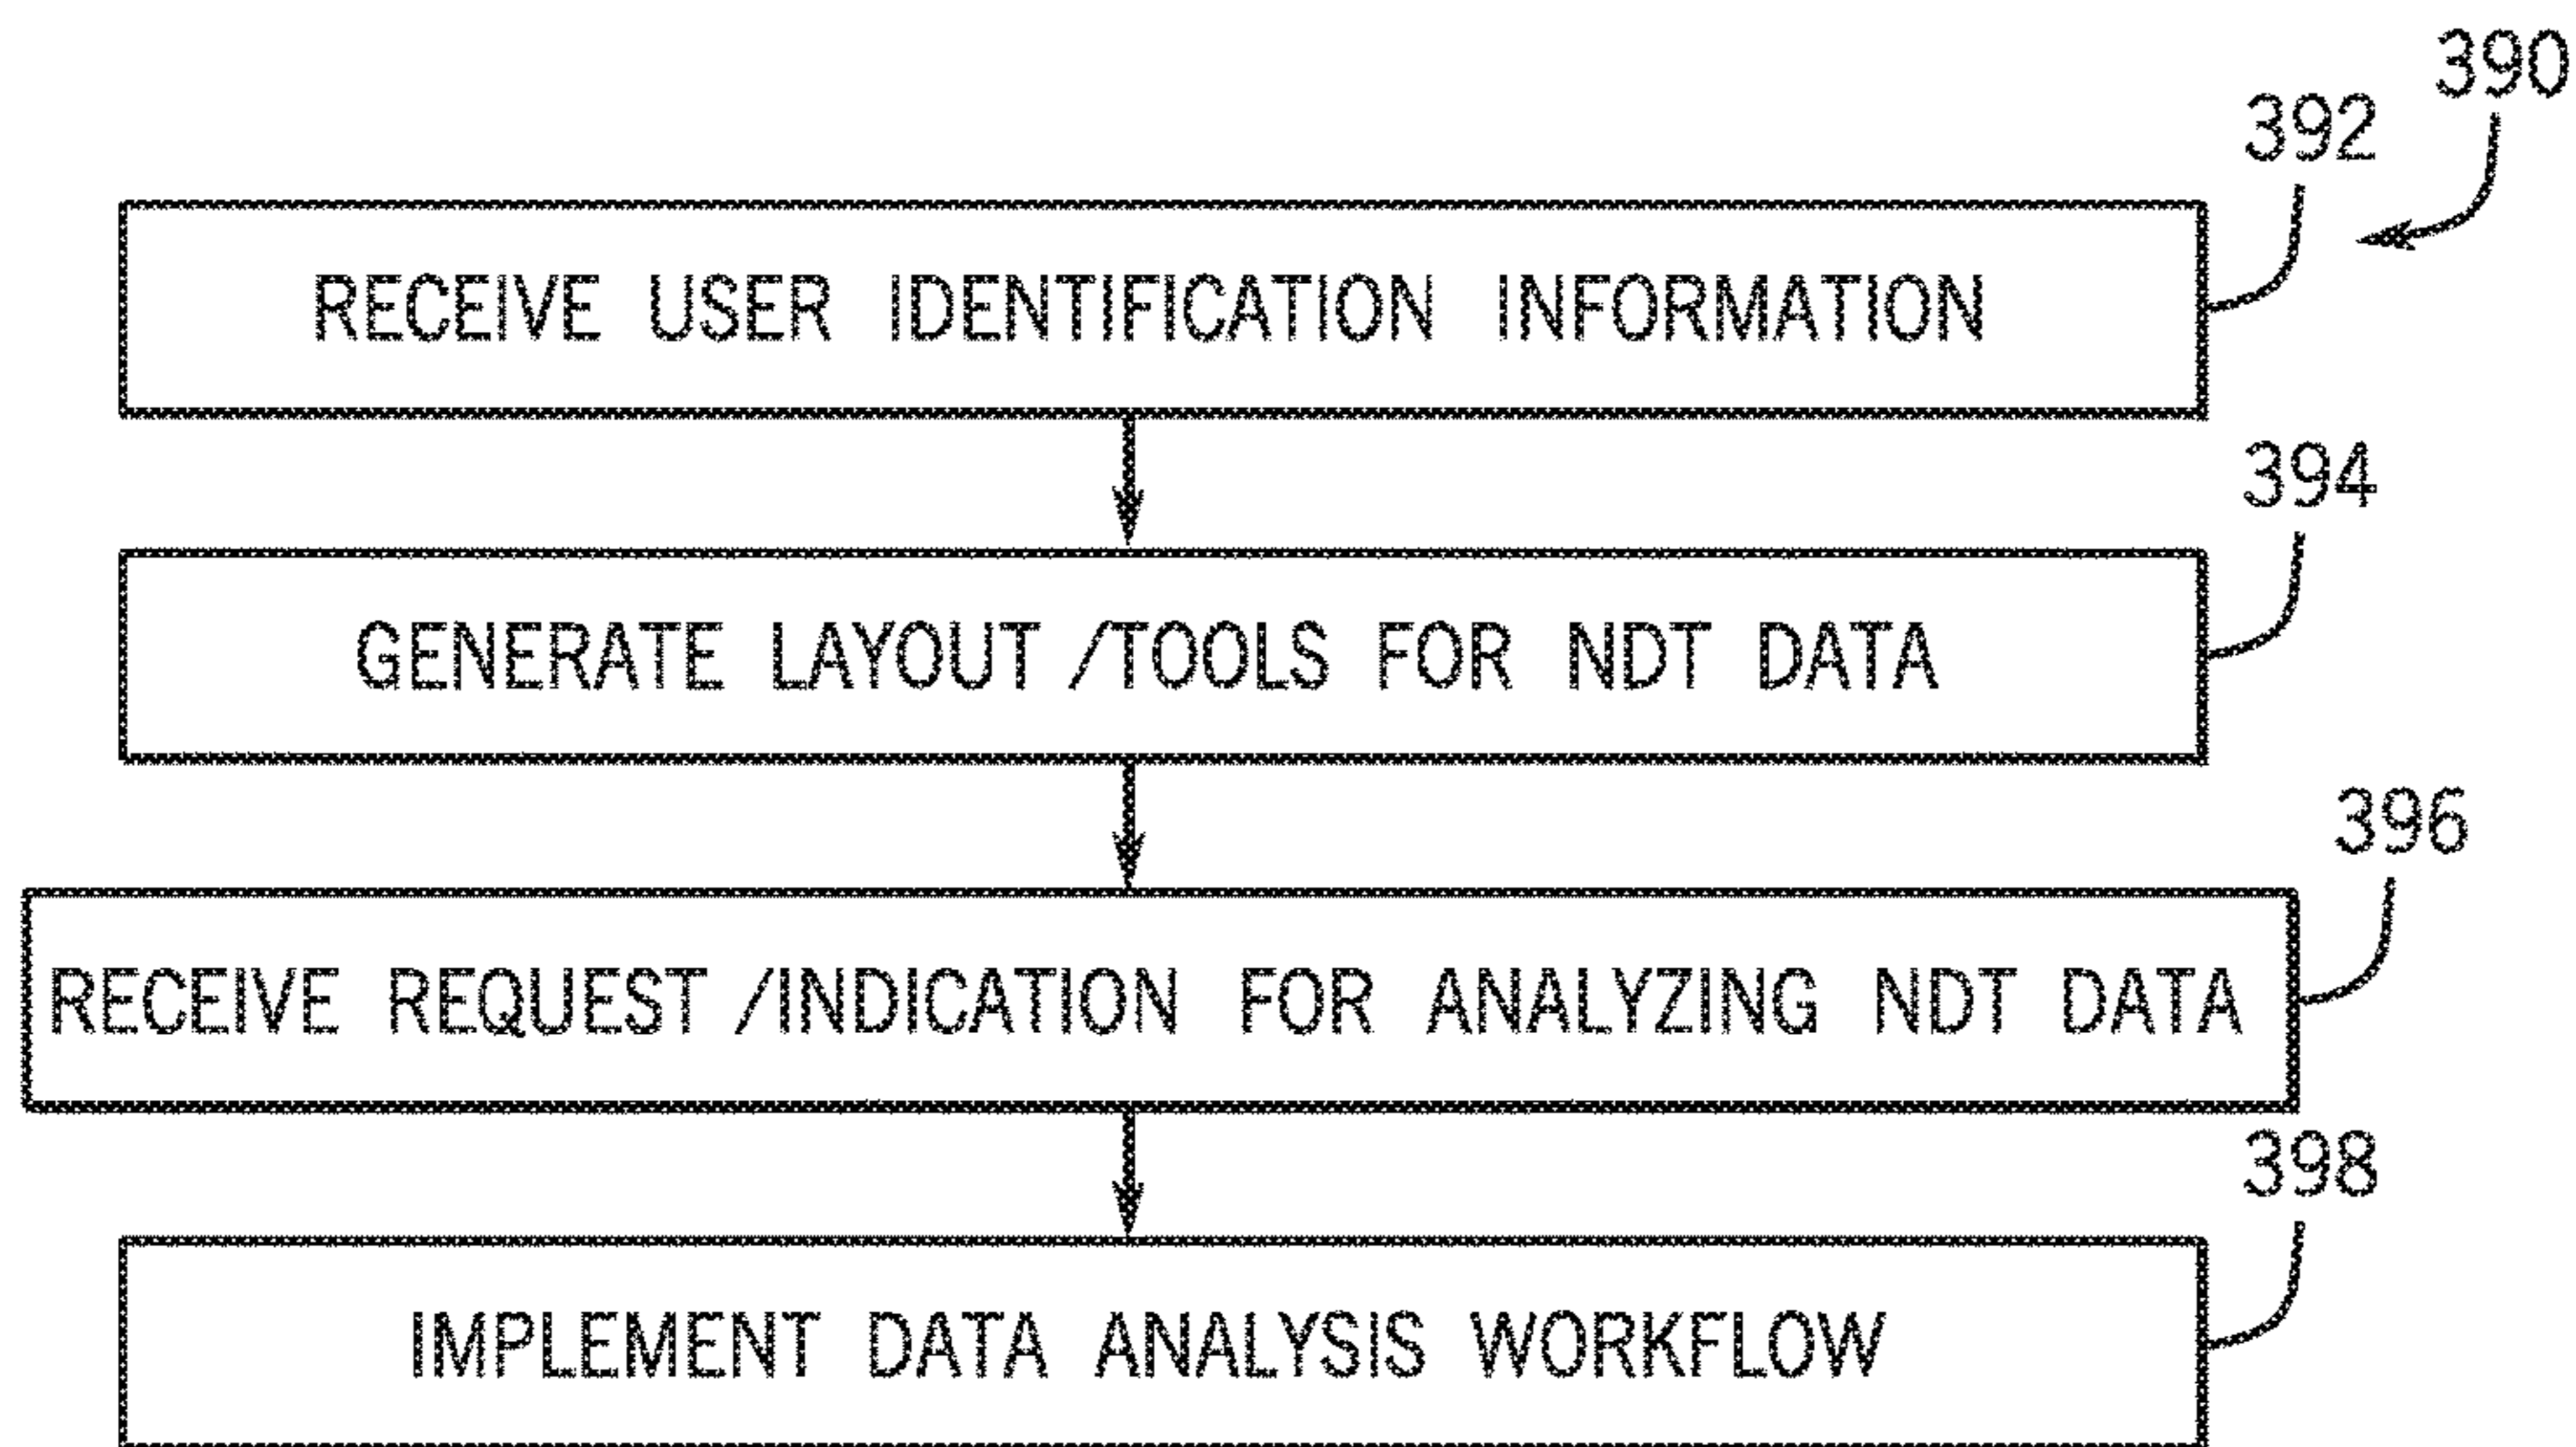 390
392
RECEIVE USER IDENTIFICATION INFORMATION
394
GENERATE LAYOUT /TOOLS FOR NDT DATA
396
RECEIVE REQUEST /INDICATION FOR ANALYZING NDT DATA
398
IMPLEMENT DATA ANALYSIS WORKFLOW